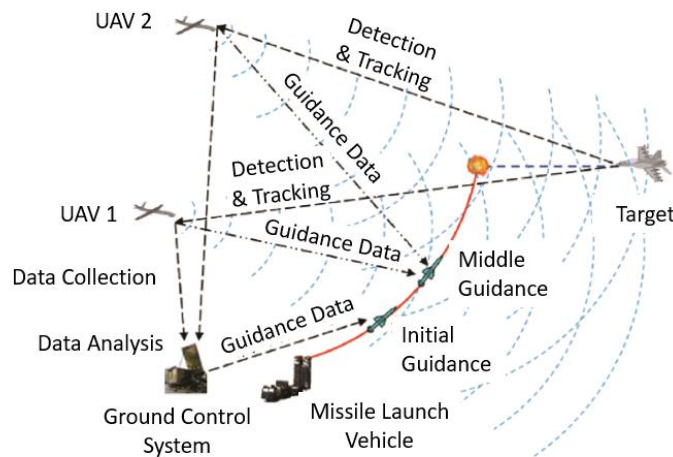 UAV 2
Detection
& Tracking
Guidance Data
Detection
& Tracking
UAV 1
Guidance Data
Target
Data Collection
Middle
Guidance
Data Analysis
Guidance Data
Initial
Guidance
Ground Control
System
Missile Launch
Vehicle